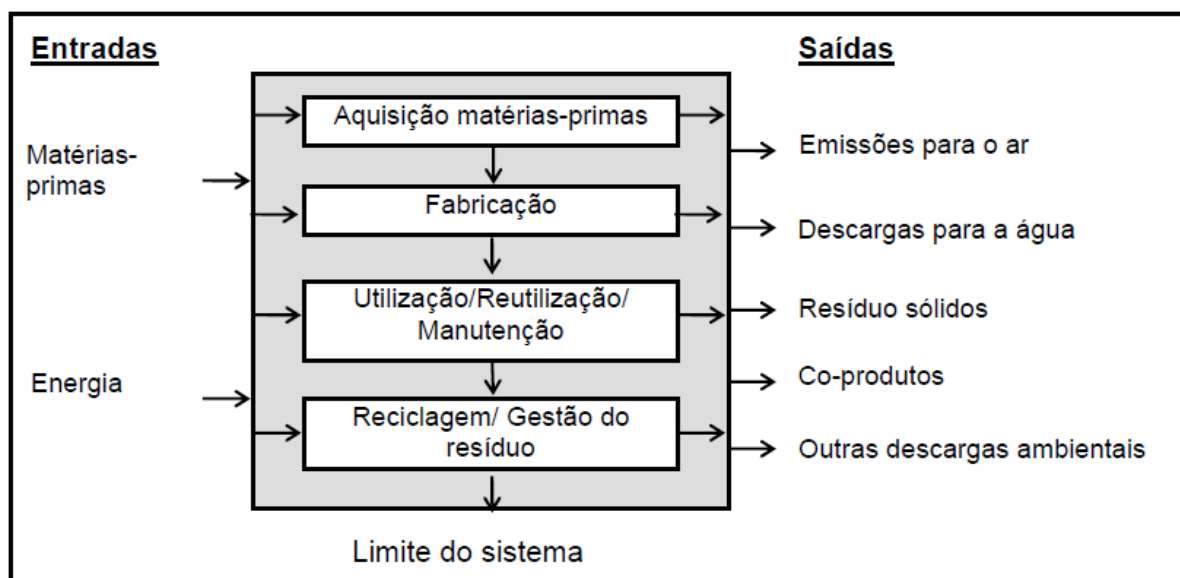 Entradas
Saídas
Aquisição matérias-primas
Matérias-
primas
Emissões para o ar
Fabricação
Descargas para a água
Utilização/Reutilização/
Manutenção
Resíduo sólidos
Energia
Co-produtos
Reciclagem/ Gestão do
resíduo
Outras descargas ambientais
Limite do sistema